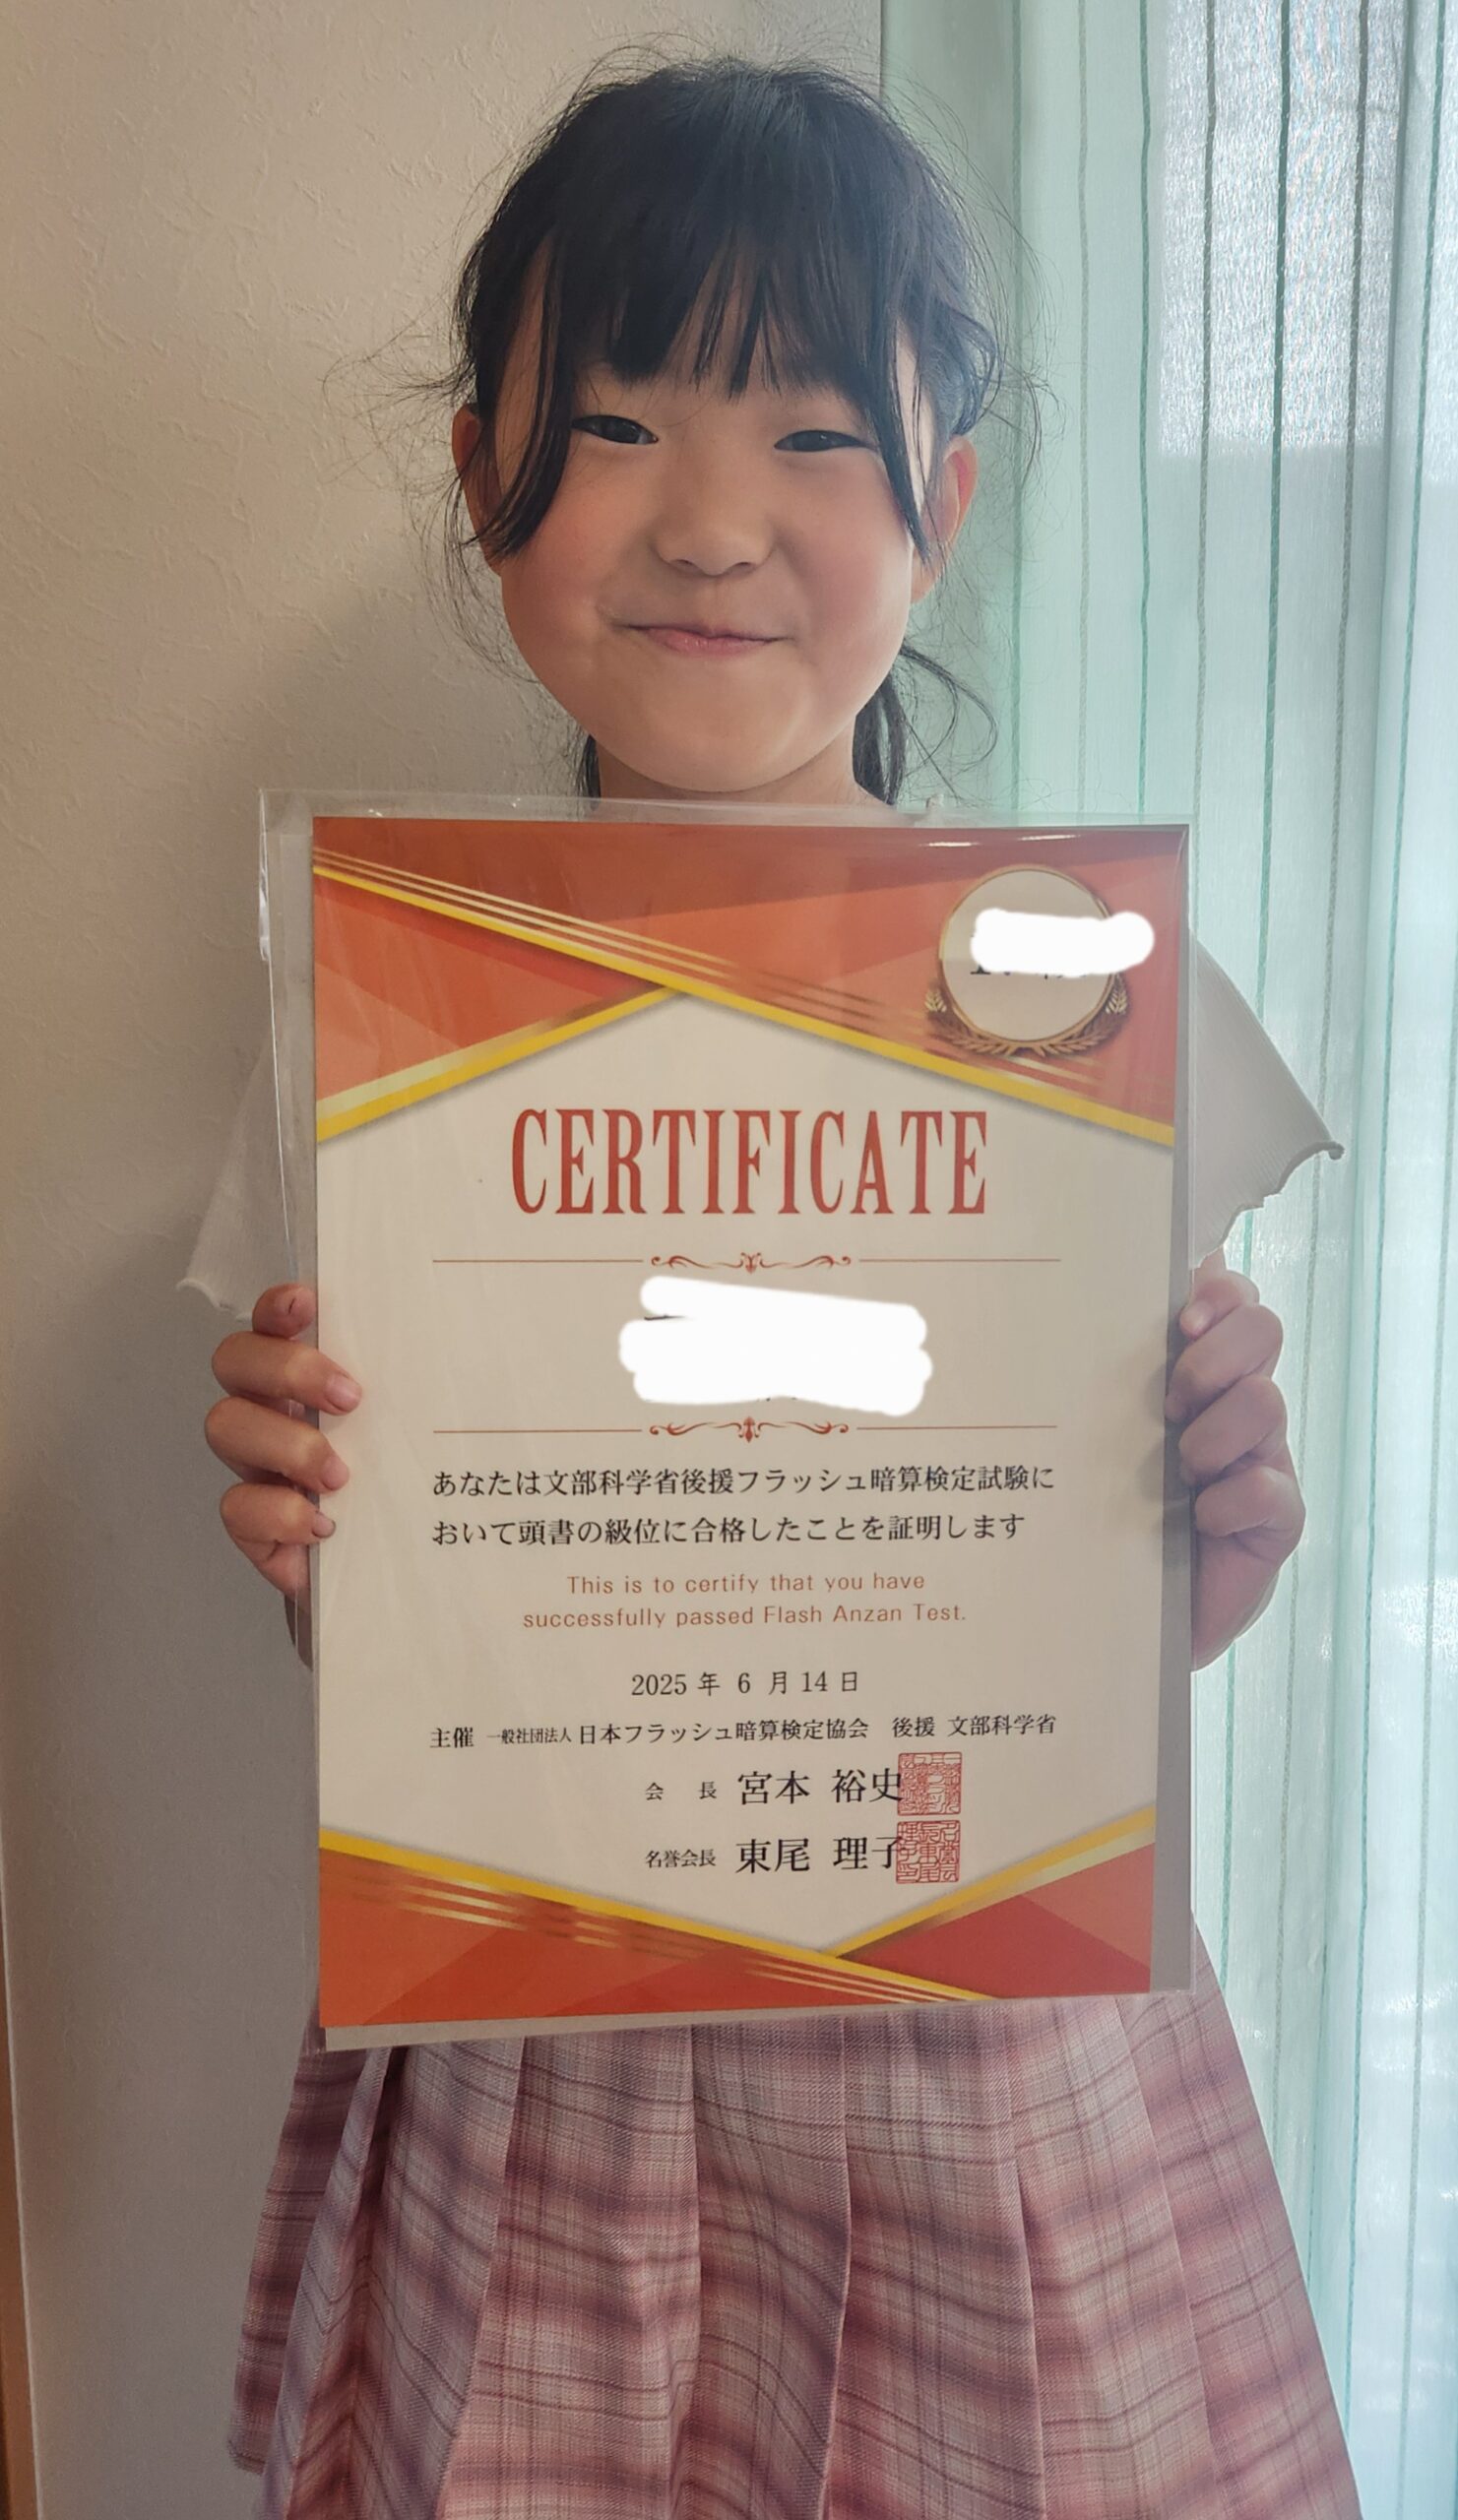 CERTIFICATE
あなたは文部科学省後援フラッシュ暗算検定試験に
おいて頭書の級位に合格したことを証明します
This is to certify that you have
successfully passed Flash Anzan Test.
2025 年 6 月 14 日
主催 一般社団法人 日本フラッシュ暗算検定協会 後援 文部科学省
会 長 宮本 裕史
名誉会長 東尾 理子